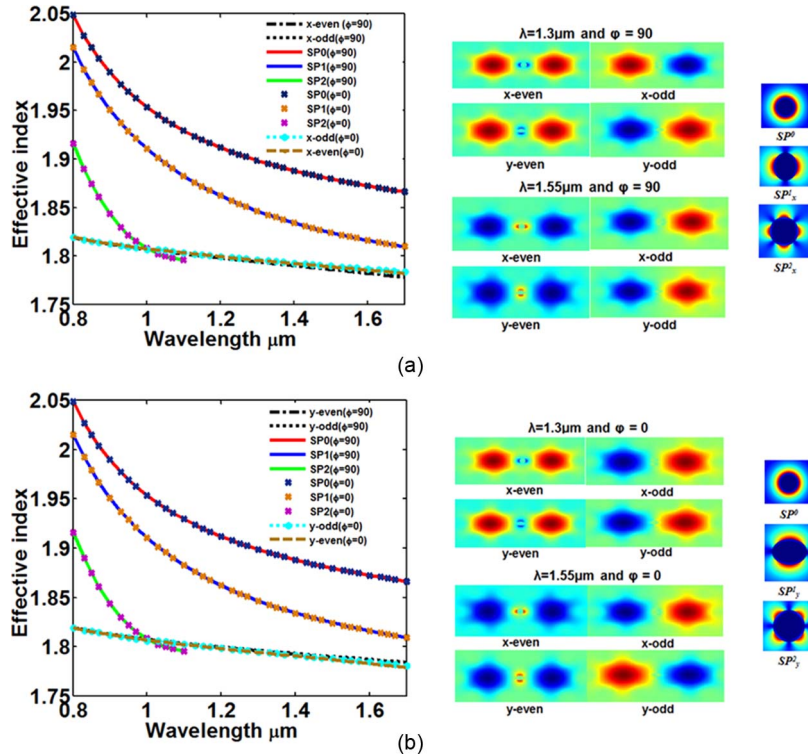 2.05
2
1.95
1.9
1.85
1.8
1.75
Effective index
0.8
1
1.2
1.4
1.6
Wavelength μm
x-even (ϕ=90)
x-odd(ϕ=90)
SP0(ϕ=90)
SP1(ϕ=90)
SP2(ϕ=90)
SP0(ϕ=0)
SP1(ϕ=0)
SP2(ϕ=0)
x-odd(ϕ=0)
x-even(ϕ=0)
λ=1.3μm and φ = 90
x-even x-odd
y-even y-odd
λ=1.55μm and φ = 90
x-even x-odd
y-even y-odd
SP⁰
SP¹ₓ
SP²ₓ
(a)
2.05
2
1.95
1.9
1.85
1.8
1.75
Effective index
0.8
1
1.2
1.4
1.6
Wavelength μm
y-even(ϕ=90)
y-odd(ϕ=90)
SP0(ϕ=90)
SP1(ϕ=90)
SP2(ϕ=90)
SP0(ϕ=0)
SP1(ϕ=0)
SP2(ϕ=0)
y-odd(ϕ=0)
y-even(ϕ=0)
λ=1.3μm and φ = 0
x-even x-odd
y-even y-odd
λ=1.55μm and φ = 0
x-even x-odd
y-even y-odd
SP⁰
SP¹y
SP²y
(b)